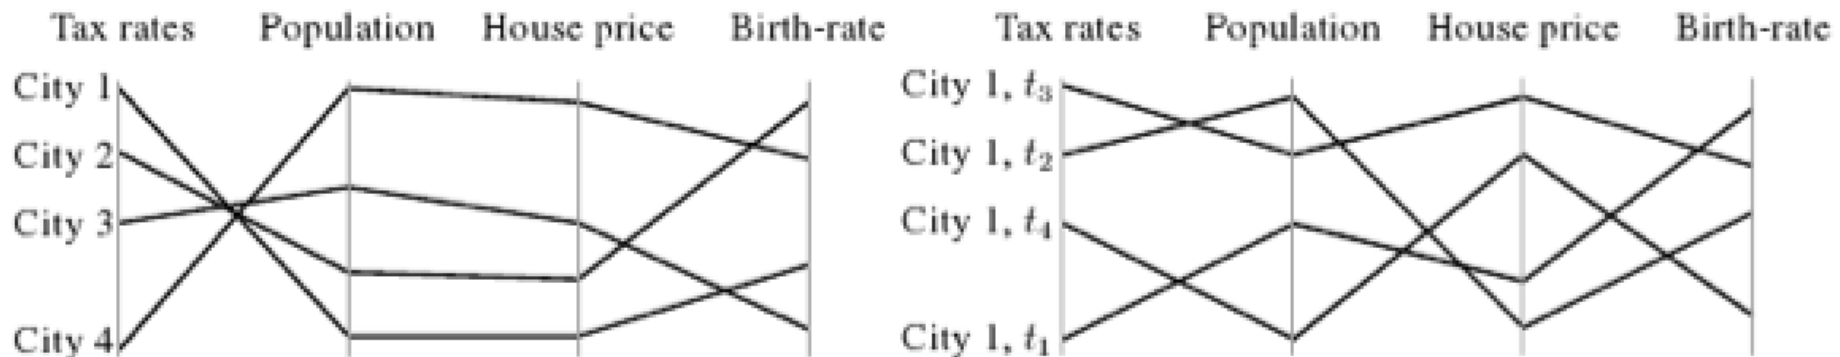 Tax rates Population House price Birth-rate
City 1
City 2
City 3
City 4
Tax rates Population House price Birth-rate
City 1, t₃
City 1, t₂
City 1, t₄
City 1, t₁